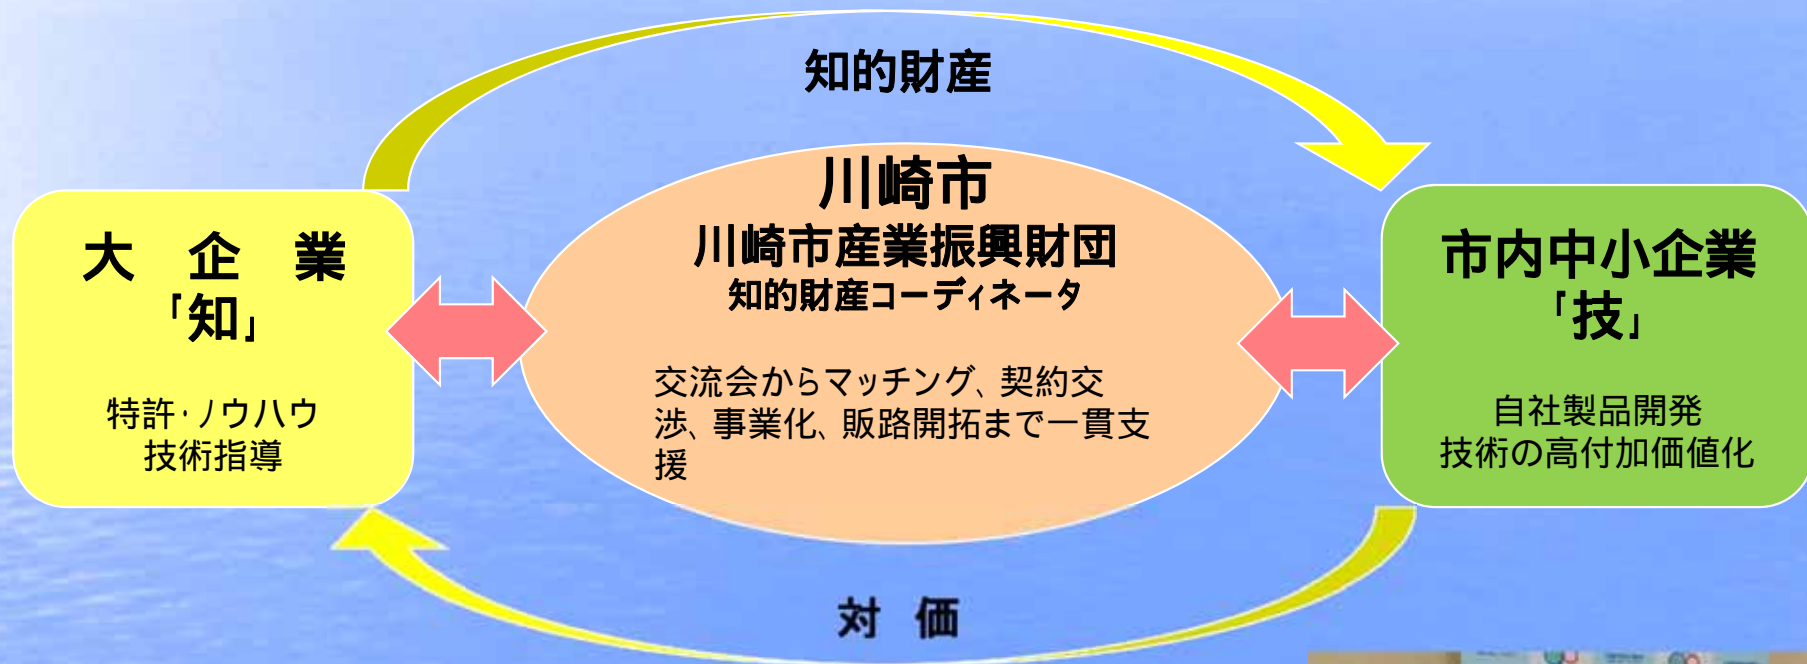 知的財産
川崎市
川崎市産業振興財団
知的財産コーディネータ
交流会からマッチング、契約交
渉、事業化、販路開拓まで一貫支
援
大　企　業
「知」
特許・ノウハウ
技術指導
市内中小企業
「技」
自社製品開発
技術の高付加価値化
対　価